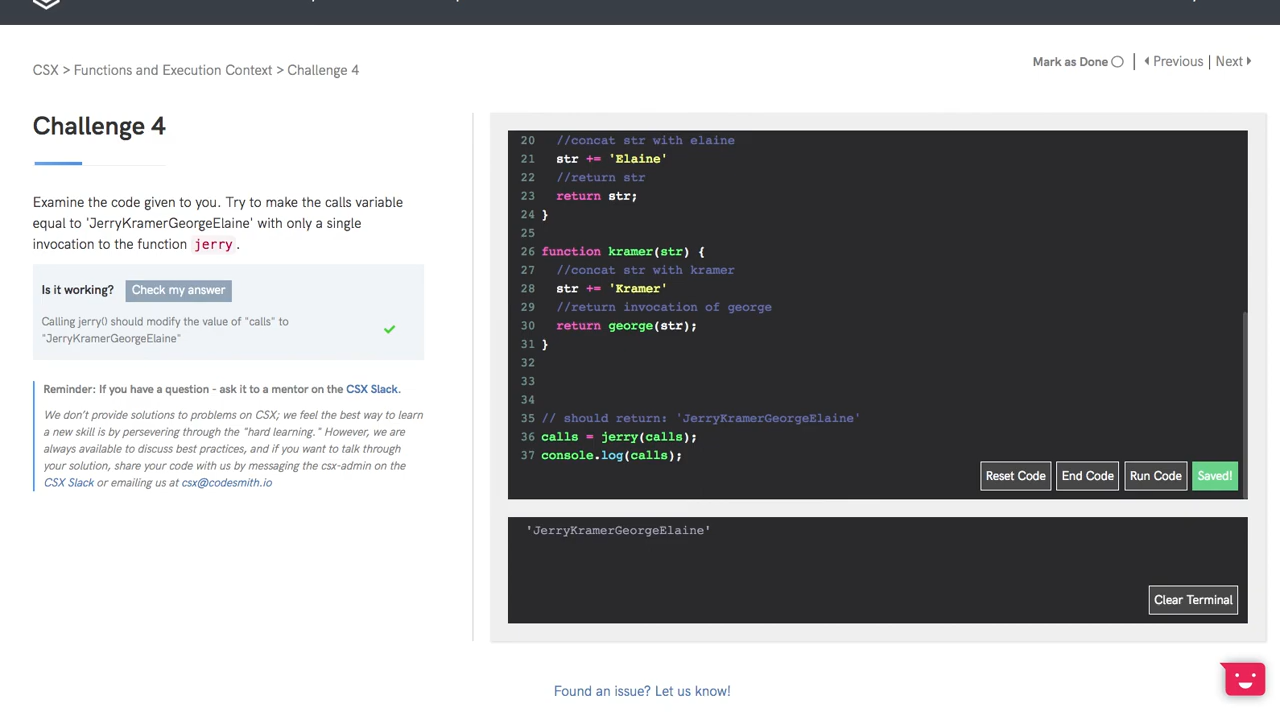 CSX > Functions and Execution Context > Challenge 4
Mark as Done | Previous | Next
Challenge 4
Examine the code given to you. Try to make the calls variable
equal to 'JerryKramerGeorgeElaine' with only a single
invocation to the function jerry .
Is it working? Check my answer
Calling jerry() should modify the value of "calls" to
"JerryKramerGeorgeElaine"
Reminder: If you have a question - ask it to a mentor on the CSX Slack.
We don't provide solutions to problems on CSX; we feel the best way to learn
a new skill is by persevering through the "hard learning." However, we are
always available to discuss best practices, and if you want to talk through
your solution, share your code with us by messaging the csx-admin on the
CSX Slack or emailing us at csx@codesmith.io
20 //concat str with elaine
21 str += 'Elaine'
22 //return str
23 return str;
24 }
25
26 function kramer(str) {
27 //concat str with kramer
28 str += 'Kramer'
29 //return invocation of george
30 return george(str);
31 }
32
33
34
35 // should return: 'JerryKramerGeorgeElaine'
36 calls = jerry(calls);
37 console.log(calls);
Reset Code End Code Run Code Saved!
'JerryKramerGeorgeElaine'
Clear Terminal
Found an issue? Let us know!